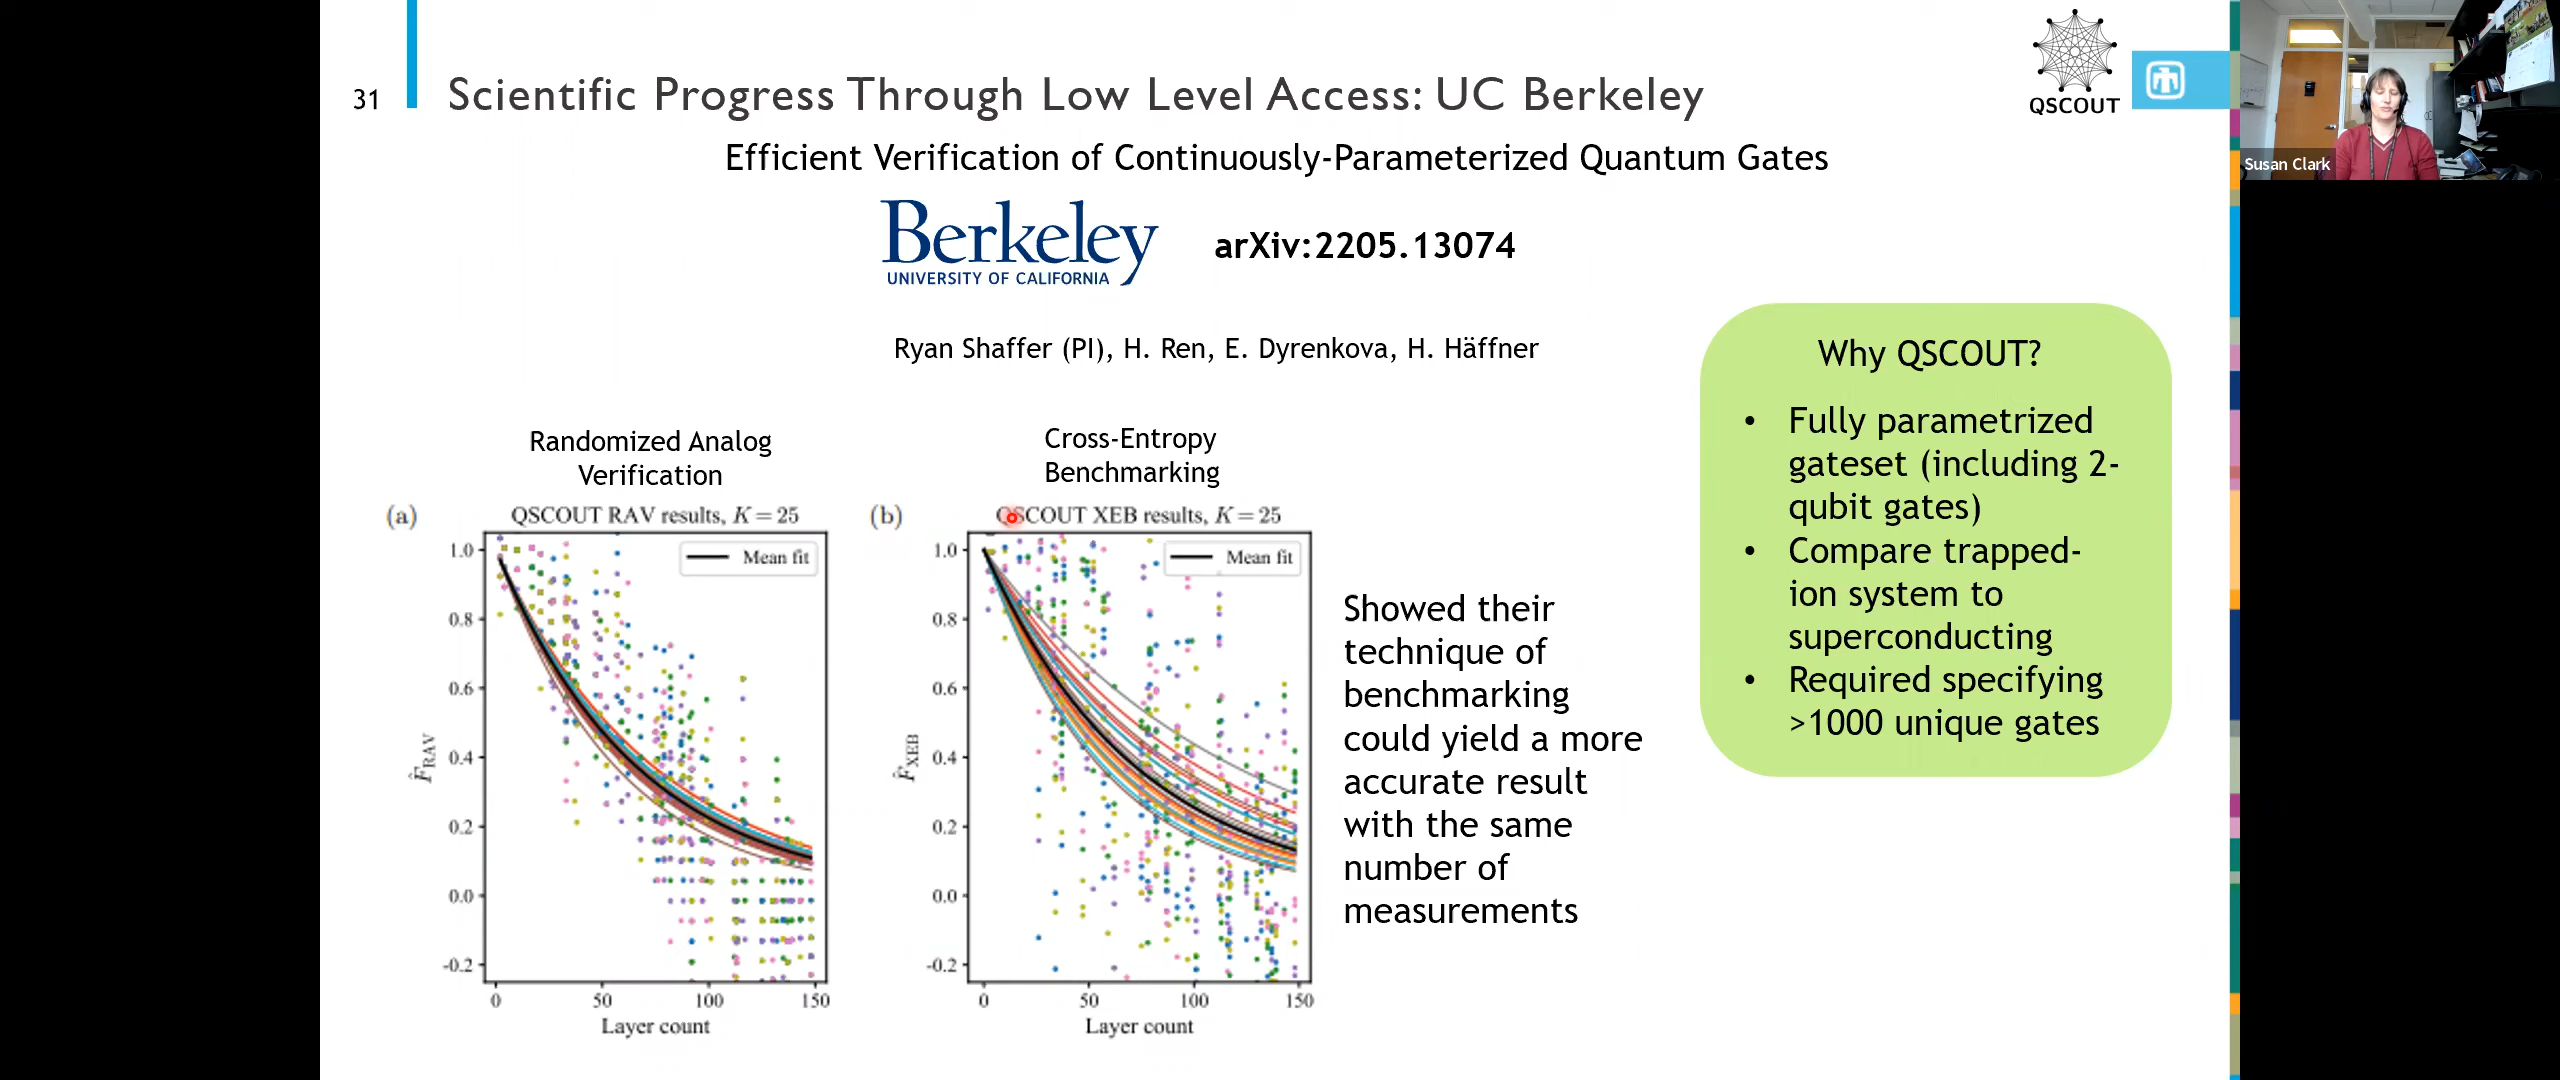 31
Scientific Progress Through Low Level Access: UC Berkeley
QSCOUT
Susan Clark
Efficient Verification of Continuously-Parameterized Quantum Gates
Berkeley
UNIVERSITY OF CALIFORNIA
arXiv:2205.13074
Ryan Shaffer (PI), H. Ren, E. Dyrenkova, H. Häffner
Randomized Analog
Verification
(a)
QSCOUT RAV results, K = 25
Mean fit
1.0
0.8
0.6
0.4
0.2
0.0
-0.2
F̂RAV
0
50
100
150
Layer count
Cross-Entropy
Benchmarking
(b)
QSCOUT XEB results, K = 25
Mean fit
1.0
0.8
0.6
0.4
0.2
0.0
-0.2
F̂XEB
0
50
100
150
Layer count
Showed their
technique of
benchmarking
could yield a more
accurate result
with the same
number of
measurements
Why QSCOUT?
• Fully parametrized
gateset (including 2-
qubit gates)
• Compare trapped-
ion system to
superconducting
• Required specifying
>1000 unique gates